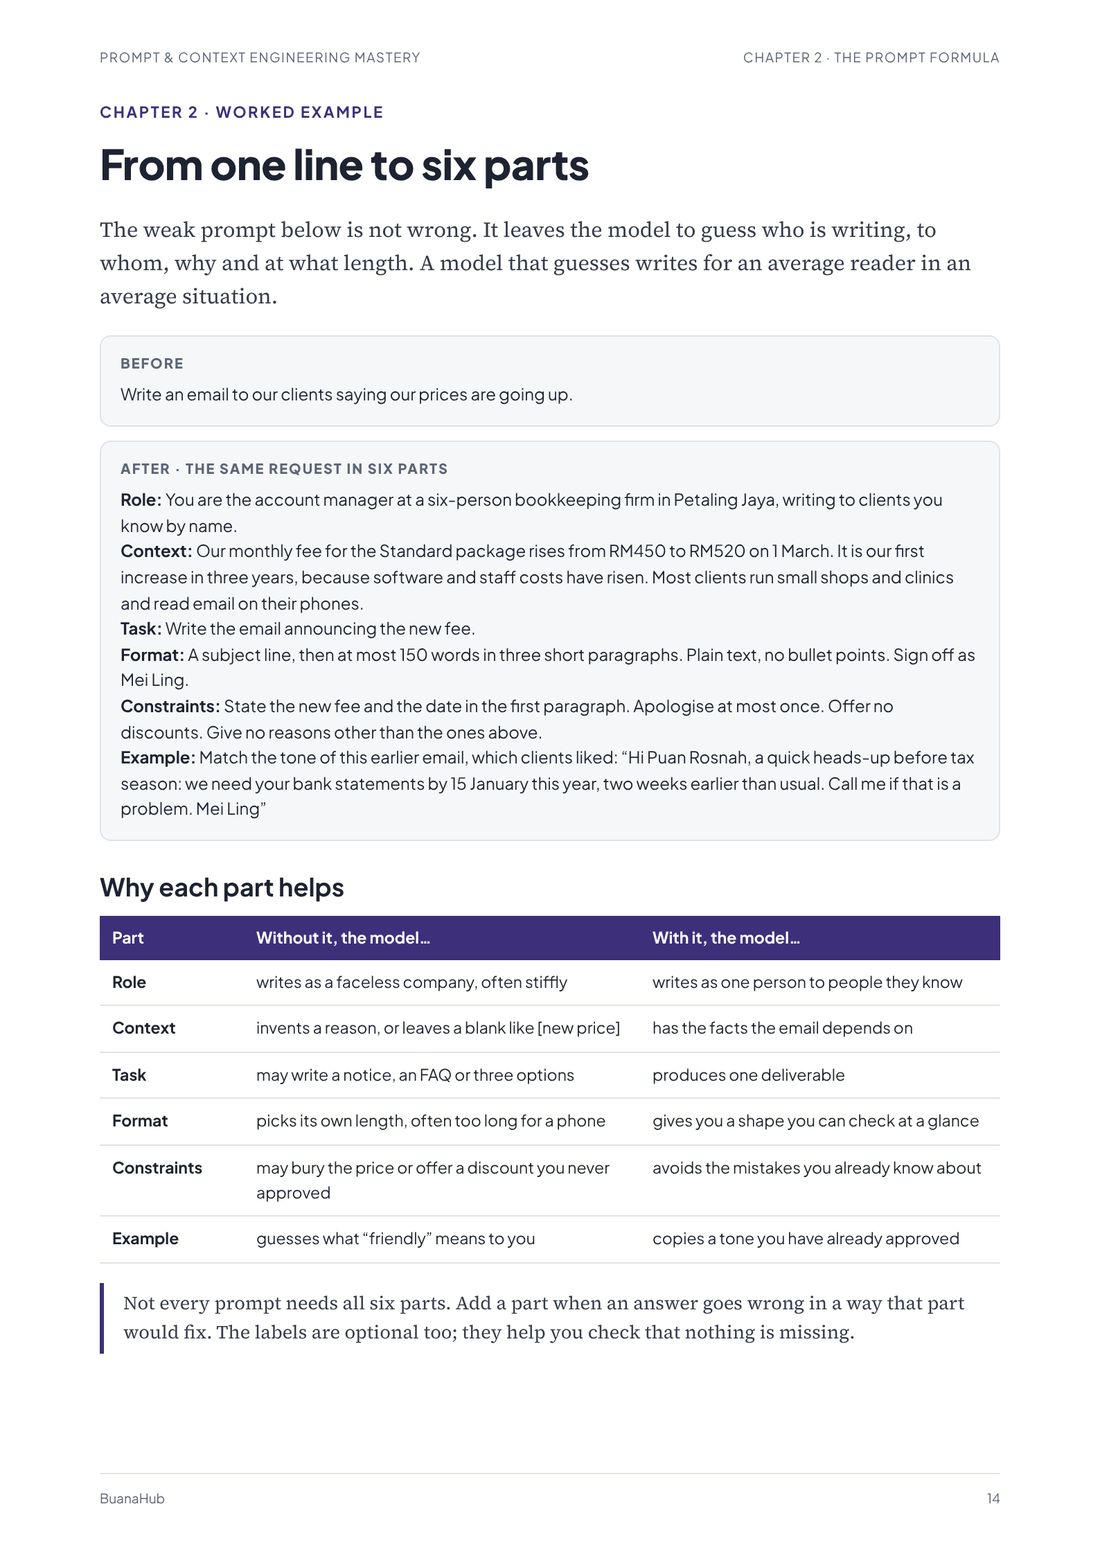 PROMPT & CONTEXT ENGINEERING MASTERY
CHAPTER 2 · THE PROMPT FORMULA
CHAPTER 2 · WORKED EXAMPLE
From one line to six parts
The weak prompt below is not wrong. It leaves the model to guess who is writing, to
whom, why and at what length. A model that guesses writes for an average reader in an
average situation.
BEFORE
Write an email to our clients saying our prices are going up.
AFTER · THE SAME REQUEST IN SIX PARTS
Role: You are the account manager at a six-person bookkeeping firm in Petaling Jaya, writing to clients you
know by name.
Context: Our monthly fee for the Standard package rises from RM450 to RM520 on 1 March. It is our first
increase in three years, because software and staff costs have risen. Most clients run small shops and clinics
and read email on their phones.
Task: Write the email announcing the new fee.
Format: A subject line, then at most 150 words in three short paragraphs. Plain text, no bullet points. Sign off as
Mei Ling.
Constraints: State the new fee and the date in the first paragraph. Apologise at most once. Offer no
discounts. Give no reasons other than the ones above.
Example: Match the tone of this earlier email, which clients liked: “Hi Puan Rosnah, a quick heads-up before tax
season: we need your bank statements by 15 January this year, two weeks earlier than usual. Call me if that is a
problem. Mei Ling”
Why each part helps
Part Without it, the model… With it, the model…
Role writes as a faceless company, often stiffly writes as one person to people they know
Context invents a reason, or leaves a blank like [new price] has the facts the email depends on
Task may write a notice, an FAQ or three options produces one deliverable
Format picks its own length, often too long for a phone gives you a shape you can check at a glance
Constraints may bury the price or offer a discount you never avoids the mistakes you already know about
approved
Example guesses what “friendly” means to you copies a tone you have already approved
Not every prompt needs all six parts. Add a part when an answer goes wrong in a way that part
would fix. The labels are optional too; they help you check that nothing is missing.
BuanaHub
14